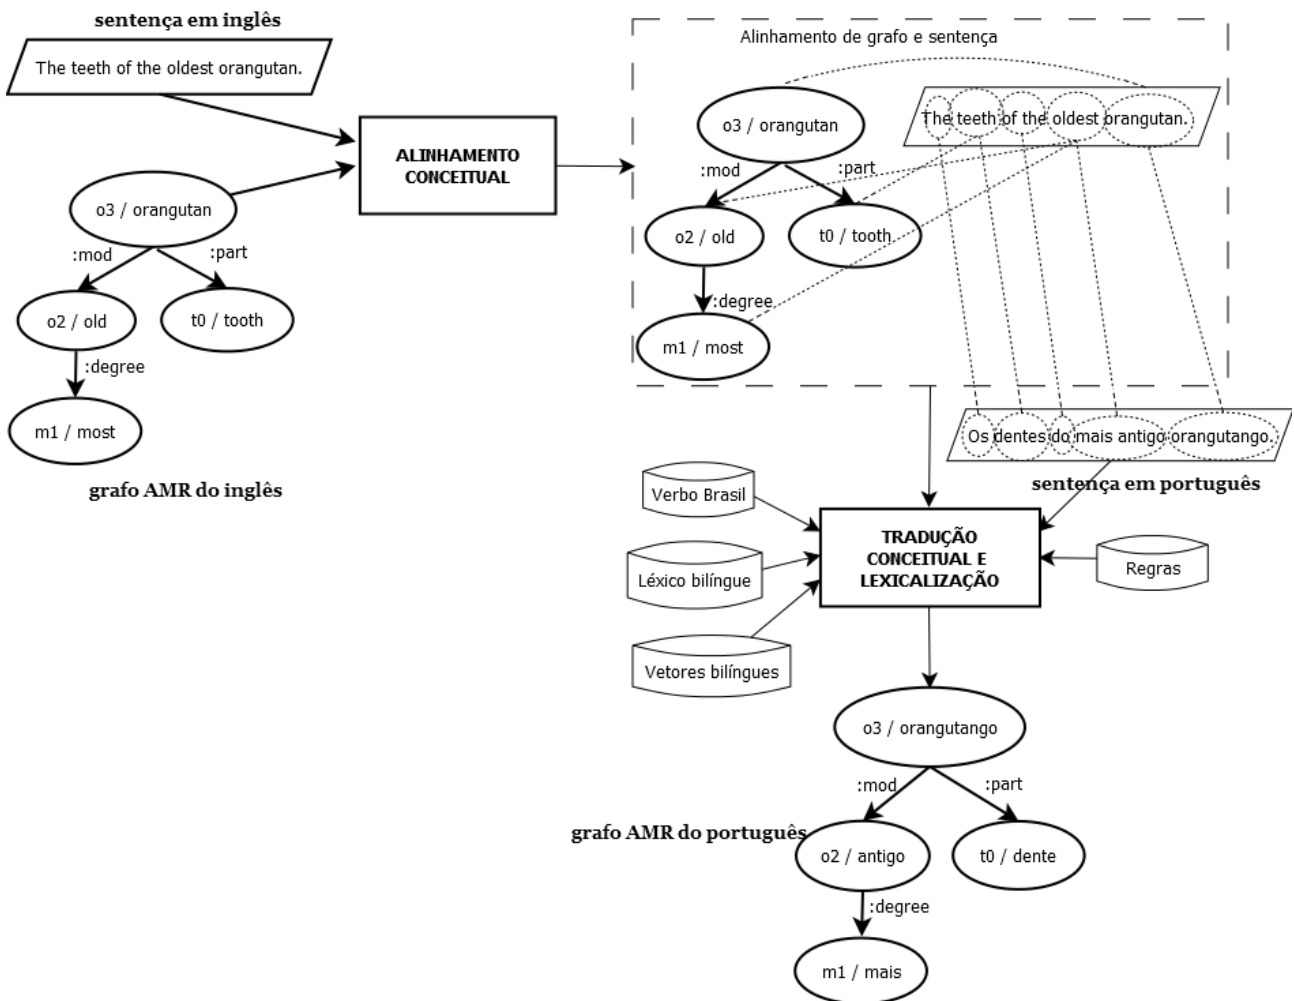 sentença em inglês
The teeth of the oldest orangutan.
ALINHAMENTO
CONCEITUAL
o3 / orangutan
:mod
:part
o2 / old
t0 / tooth
:degree
m1 / most
grafo AMR do inglês
Alinhamento de grafo e sentença
o3 / orangutan
The teeth of the oldest orangutan.
:mod
:part
o2 / old
t0 / tooth
:degree
m1 / most
Os dentes do mais antigo orangutango.
sentença em português
Verbo Brasil
Léxico bilíngue
Vetores bilíngues
TRADUÇÃO
CONCEITUAL E
LEXICALIZAÇÃO
Regras
o3 / orangutango
:mod
:part
grafo AMR do português
o2 / antigo
t0 / dente
:degree
m1 / mais